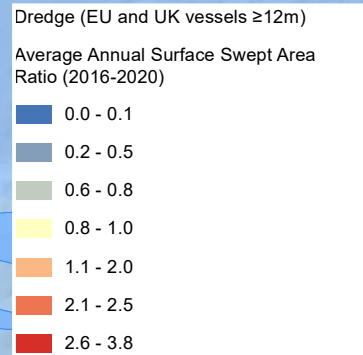 Dredge (EU and UK vessels ≥12m)
Average Annual Surface Swept Area
Ratio (2016-2020)
0.0 - 0.1
0.2 - 0.5
0.6 - 0.8
0.8 - 1.0
1.1 - 2.0
2.1 - 2.5
2.6 - 3.8